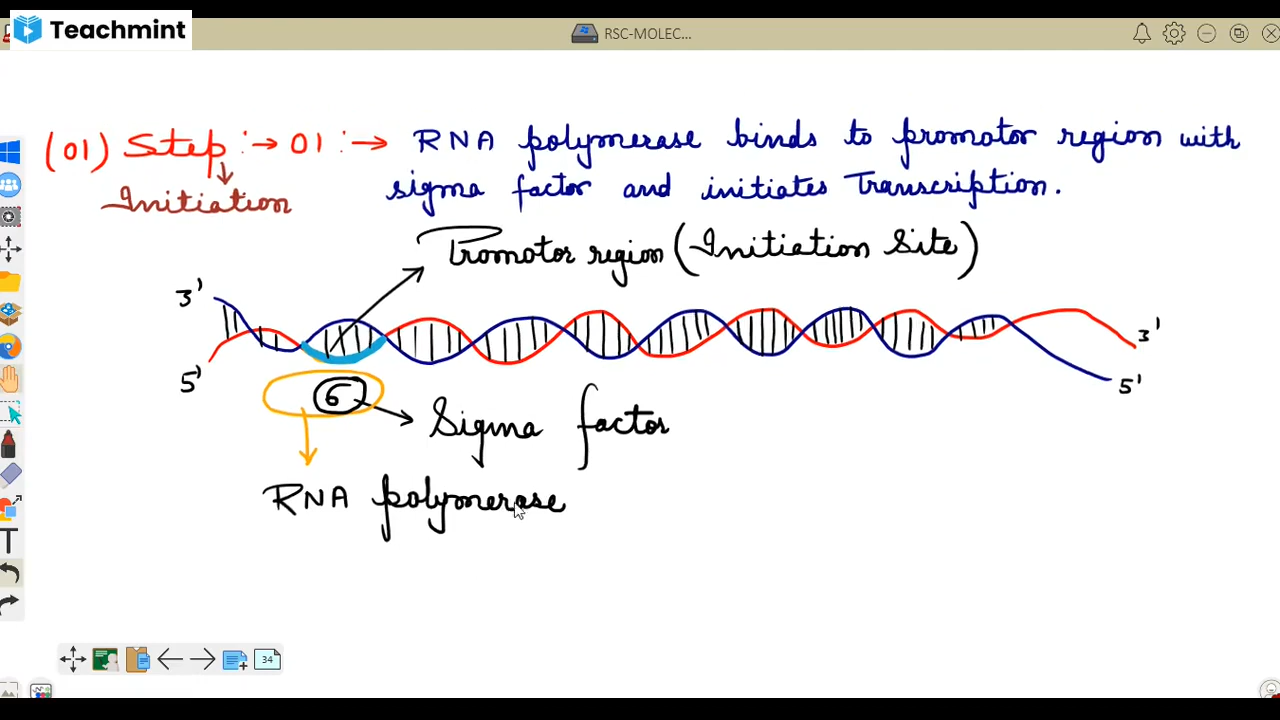 Teachmint
RSC-MOLEC...
(01) Step :→ 01 :→ RNA polymerase binds to promotor region with
↓
Initiation
sigma factor and initiates Transcription.
Promotor region (Initiation Site)
3'
3'
5'
5'
6 → Sigma factor
RNA polymerase
T
34